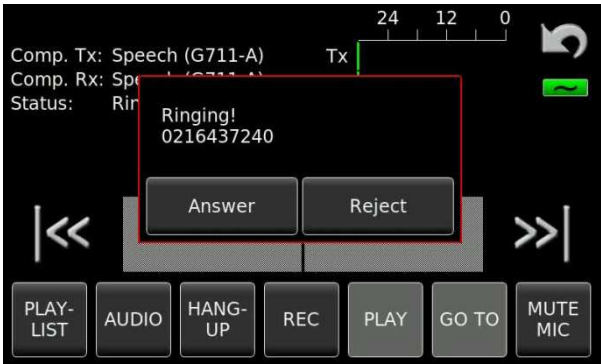 24 12 0
Comp. Tx: Speech (G711-A) Tx
Comp. Rx:
Status:
Ringing!
0216437240
Answer Reject
PLAY-
LIST
AUDIO
HANG-
UP
REC
PLAY
GO TO
MUTE
MIC